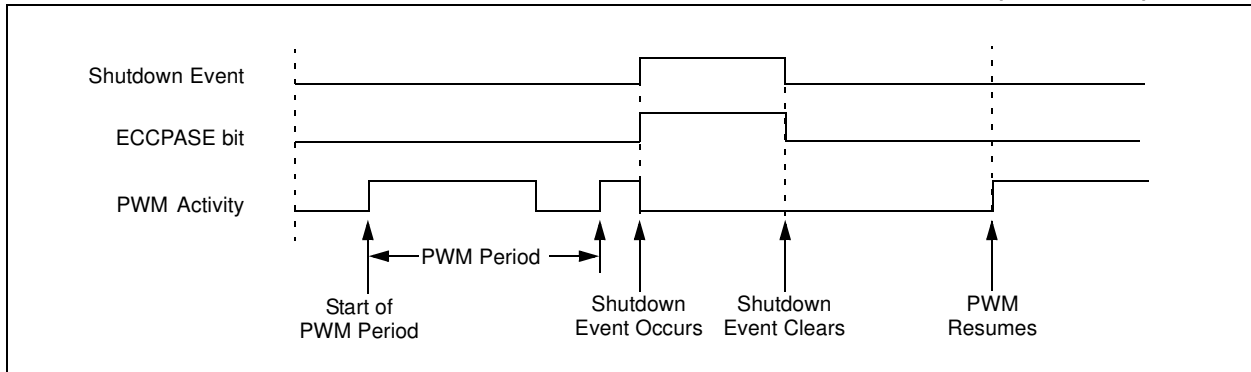 Shutdown Event
ECCPASE bit
PWM Activity
PWM Period
Start of
PWM Period
Shutdown
Event Occurs
Shutdown
Event Clears
PWM
Resumes